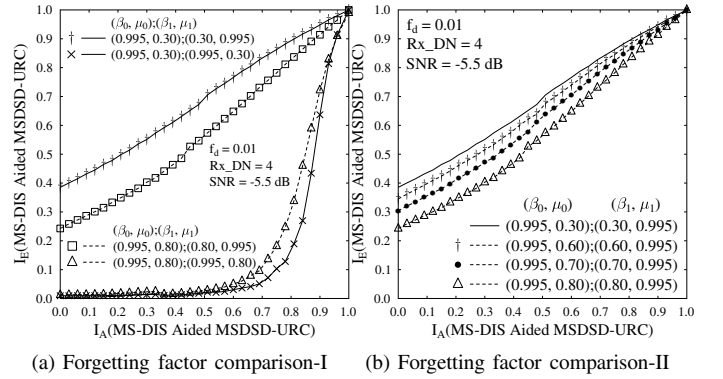 I_E(MS-DIS Aided MSDSD-URC)
1.0
0.9
0.8
0.7
0.6
0.5
0.4
0.3
0.2
0.1
0.0
(β0, μ0);(β1, μ1)
(0.995, 0.30);(0.30, 0.995)
(0.995, 0.30);(0.995, 0.30)
f_d = 0.01
Rx_DN = 4
SNR = -5.5 dB
(β0, μ0);(β1, μ1)
(0.995, 0.80);(0.80, 0.995)
(0.995, 0.80);(0.995, 0.80)
0.0 0.1 0.2 0.3 0.4 0.5 0.6 0.7 0.8 0.9 1.0
I_A(MS-DIS Aided MSDSD-URC)
(a) Forgetting factor comparison-I
I_E(MS-DIS Aided MSDSD-URC)
1.0
0.9
0.8
0.7
0.6
0.5
0.4
0.3
0.2
0.1
0.0
f_d = 0.01
Rx_DN = 4
SNR = -5.5 dB
(β0, μ0) (β1, μ1)
(0.995, 0.30);(0.30, 0.995)
(0.995, 0.60);(0.60, 0.995)
(0.995, 0.70);(0.70, 0.995)
(0.995, 0.80);(0.80, 0.995)
0.0 0.1 0.2 0.3 0.4 0.5 0.6 0.7 0.8 0.9 1.0
I_A(MS-DIS Aided MSDSD-URC)
(b) Forgetting factor comparison-II